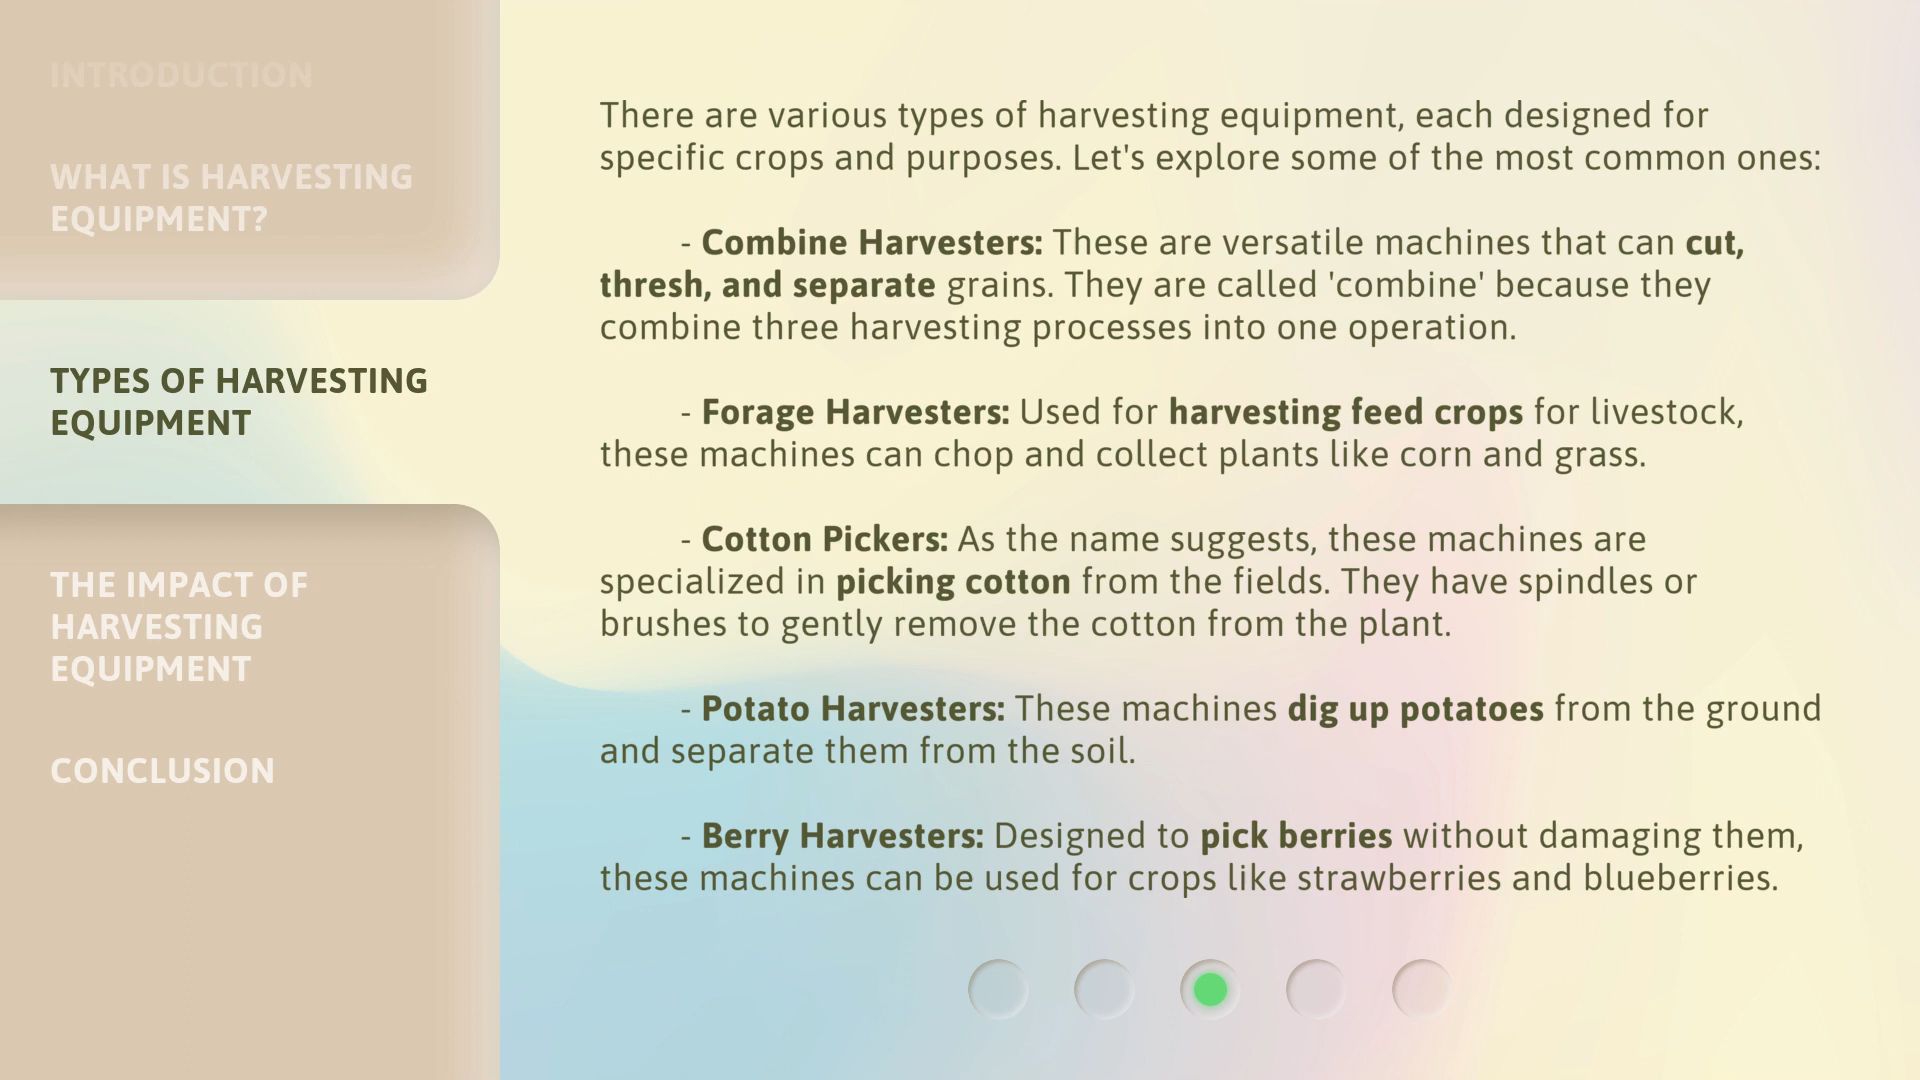 INTRODUCTION
WHAT IS HARVESTING
EQUIPMENT?
TYPES OF HARVESTING
EQUIPMENT
THE IMPACT OF
HARVESTING
EQUIPMENT
CONCLUSION
There are various types of harvesting equipment, each designed for
specific crops and purposes. Let's explore some of the most common ones:
- Combine Harvesters: These are versatile machines that can cut,
thresh, and separate grains. They are called 'combine' because they
combine three harvesting processes into one operation.
- Forage Harvesters: Used for harvesting feed crops for livestock,
these machines can chop and collect plants like corn and grass.
- Cotton Pickers: As the name suggests, these machines are
specialized in picking cotton from the fields. They have spindles or
brushes to gently remove the cotton from the plant.
- Potato Harvesters: These machines dig up potatoes from the ground
and separate them from the soil.
- Berry Harvesters: Designed to pick berries without damaging them,
these machines can be used for crops like strawberries and blueberries.